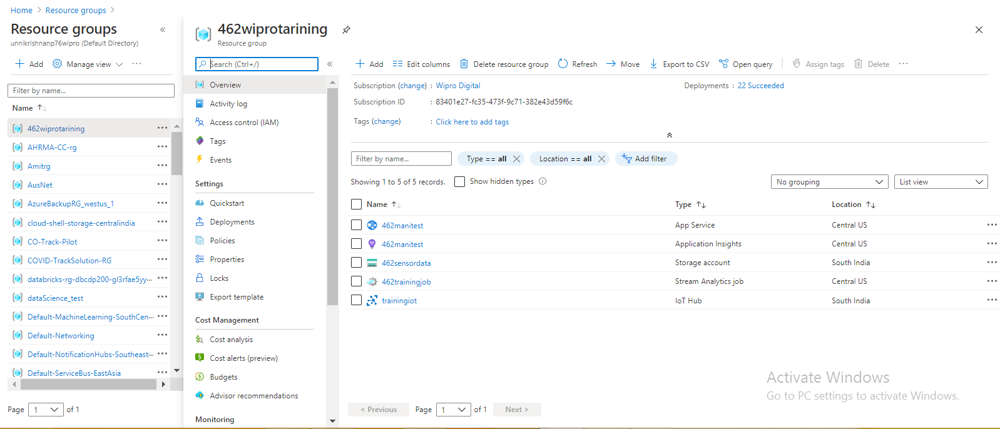 Home > Resource groups >
Resource groups «
unnikrishnanp76wipro (Default Directory)
Add Manage view ···
Filter by name...
Name ↑↓
462wiprotarining ···
AHRMA-CC-rg ···
Amitrg ···
AusNet ···
AzureBackupRG_westus_1 ···
cloud-shell-storage-centralindia ···
CO-Track-Pilot ···
COVID-TrackSolution-RG ···
databricks-rg-dbcdp200-gl3rfae5yy··· ···
dataScience_test ···
Default-MachineLearning-SouthCen··· ···
Default-Networking ···
Default-NotificationHubs-Southeast··· ···
Default-ServiceBus-EastAsia ···
Page 1 of 1
462wiprotarining
Resource group
Search (Ctrl+/) «
Overview
Activity log
Access control (IAM)
Tags
Events
Settings
Quickstart
Deployments
Policies
Properties
Locks
Export template
Cost Management
Cost analysis
Cost alerts (preview)
Budgets
Advisor recommendations
Monitoring
Add Edit columns Delete resource group Refresh Move Export to CSV Open query Assign tags Delete ···
Subscription (change) : Wipro Digital Deployments : 22 Succeeded
Subscription ID : 83401e27-fc35-473f-9c71-382e43d59f6c
Tags (change) : Click here to add tags
Filter by name... Type == all Location == all Add filter
Showing 1 to 5 of 5 records. Show hidden types No grouping List view
Name ↑↓ Type ↑↓ Location ↑↓
462manitest App Service Central US ···
462manitest Application Insights Central US ···
462sensordata Storage account South India ···
462trainingjob Stream Analytics job Central US ···
trainingiot IoT Hub South India ···
Activate Windows
Go to PC settings to activate Windows.
< Previous Page 1 of 1 Next >